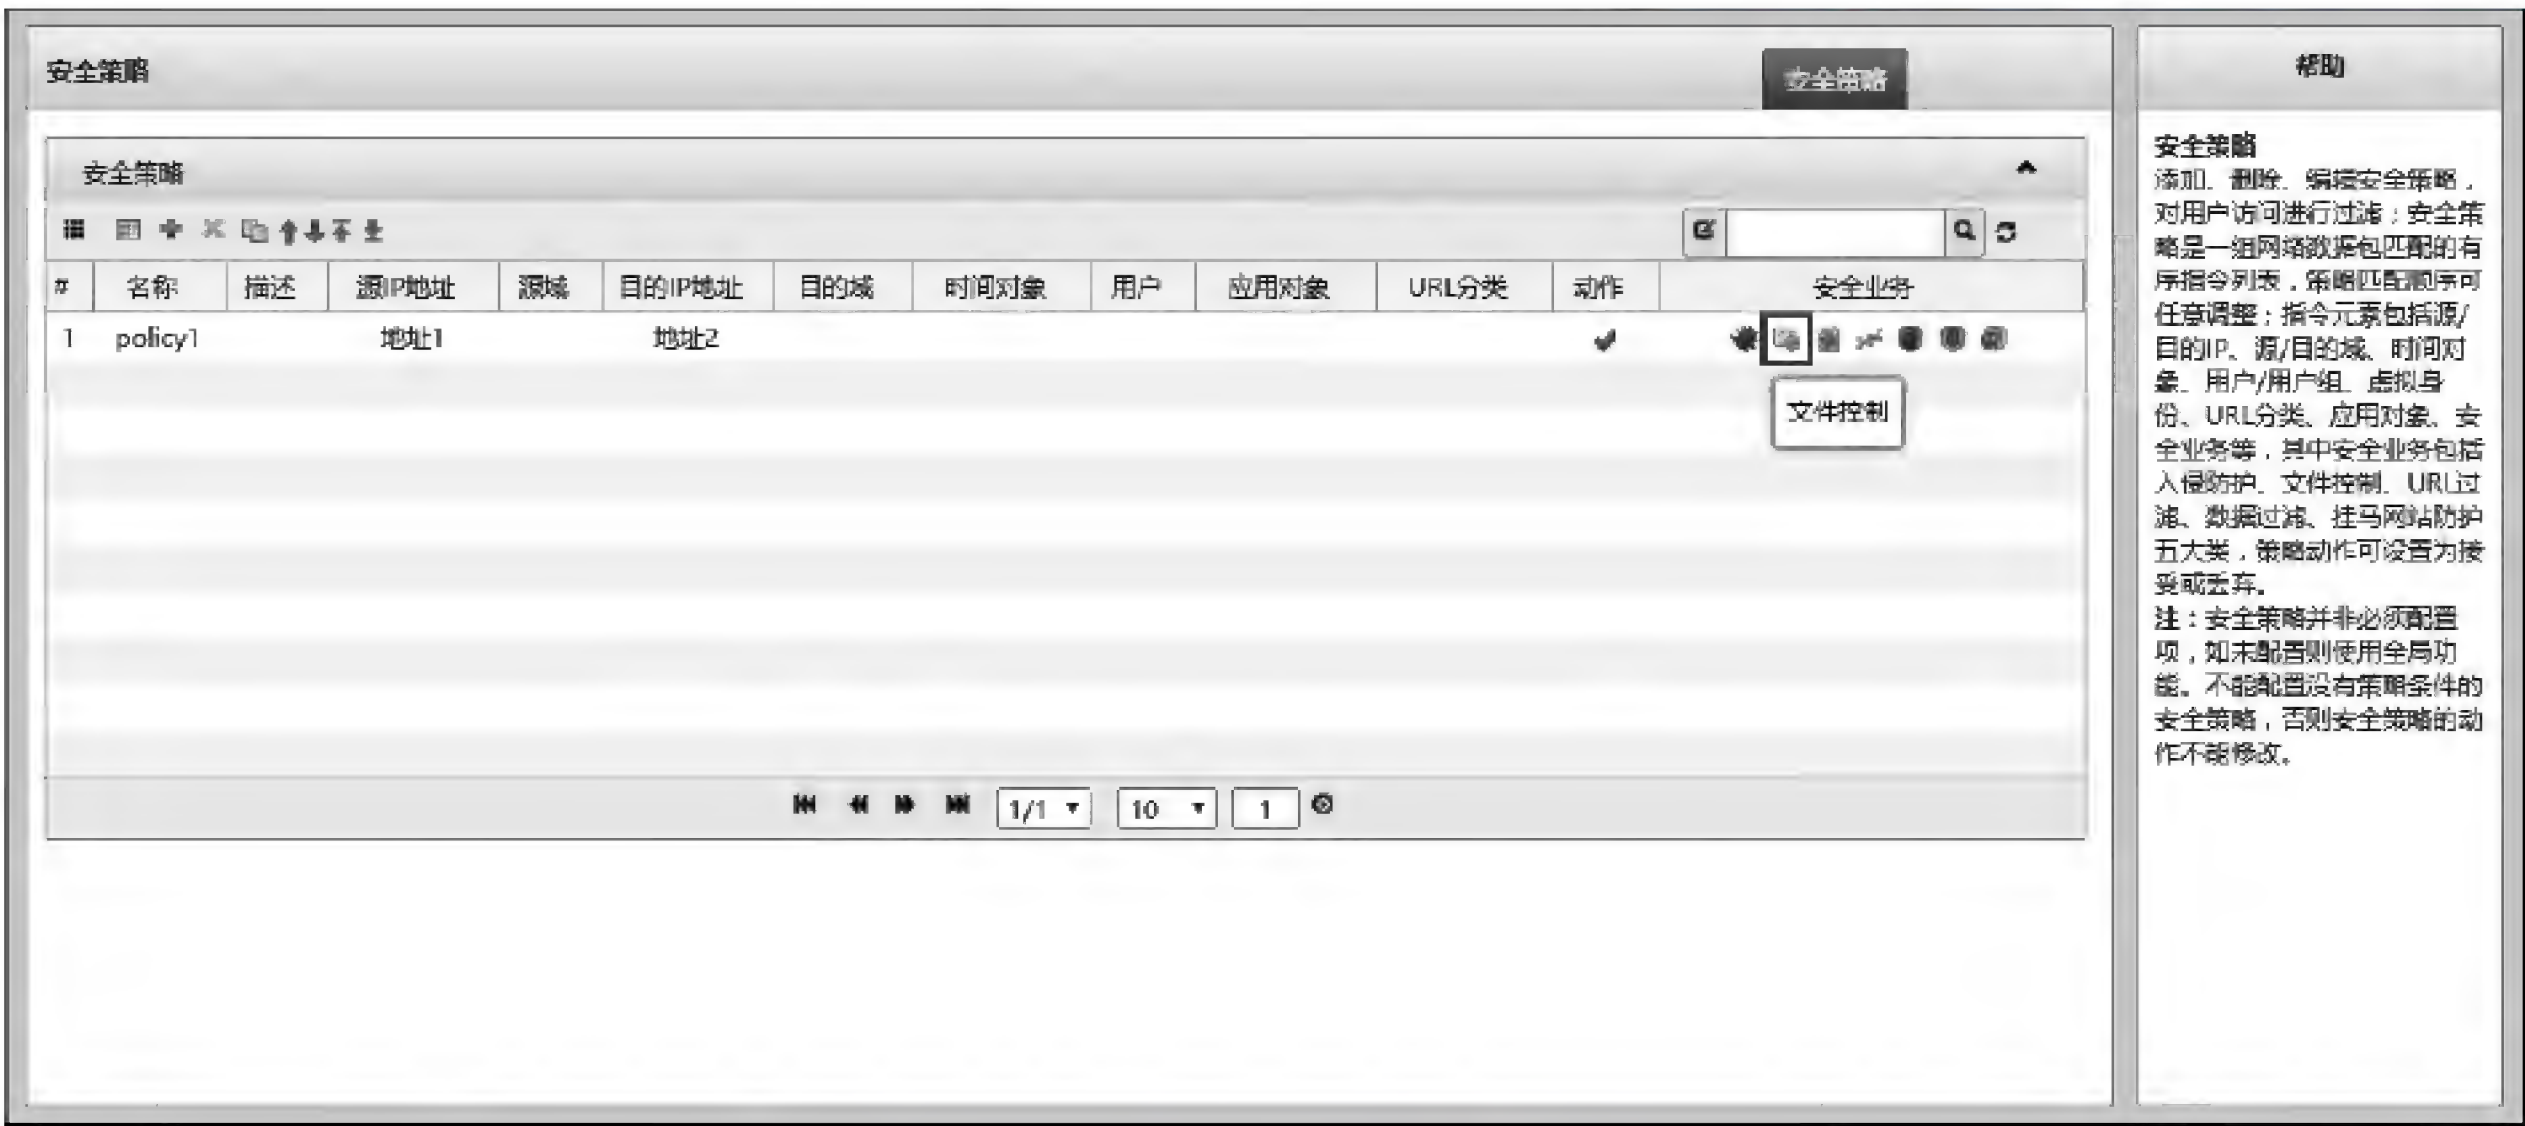 安全策略
安全策略
安全策略
# 名称 描述 源IP地址 源域 目的IP地址 目的域 时间对象 用户 应用对象 URL分类 动作 安全业务
1 policy1 地址1 地址2
文件控制
1/1 10 1
帮助
安全策略
添加、删除、编辑安全策略，
对用户访问进行过滤；安全策
略是一组网络数据包匹配的有
序指令列表，策略匹配顺序可
任意调整；指令元素包括源/
目的IP、源/目的域、时间对
象、用户/用户组、虚拟身
份、URL分类、应用对象、安
全业务等，其中安全业务包括
入侵防护、文件控制、URL过
滤、数据过滤、挂马网站防护
五大类，策略动作可设置为接
受或丢弃。
注：安全策略并非必须配置
项，如未配置则使用全局功
能。不能配置没有策略条件的
安全策略，否则安全策略的动
作不能修改。